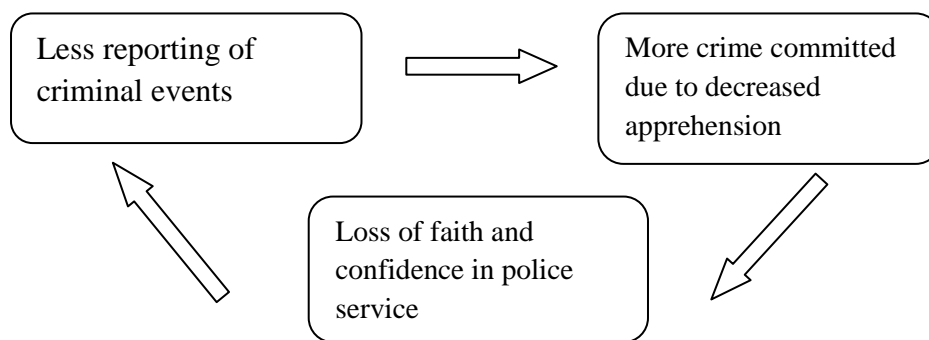 Less reporting of
criminal events
More crime committed
due to decreased
apprehension
Loss of faith and
confidence in police
service